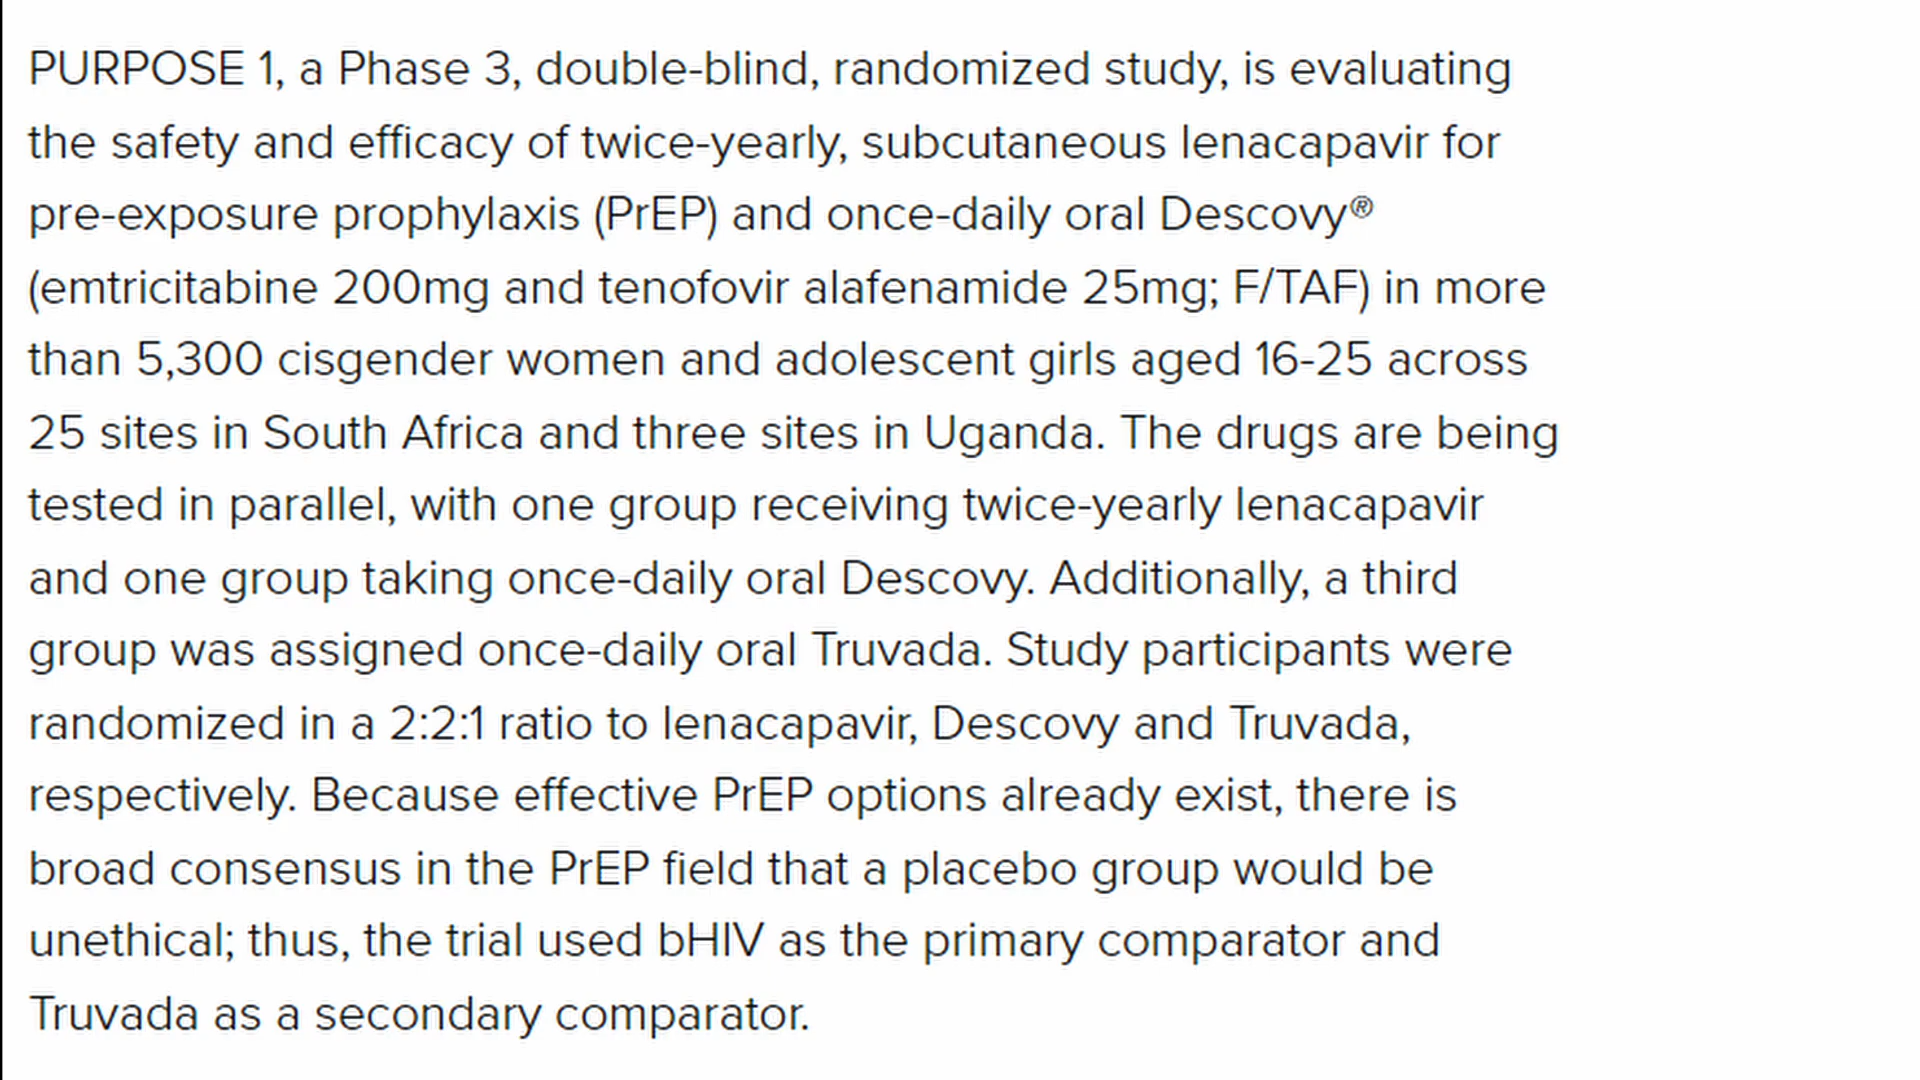 PURPOSE 1, a Phase 3, double-blind, randomized study, is evaluating
the safety and efficacy of twice-yearly, subcutaneous lenacapavir for
pre-exposure prophylaxis (PrEP) and once-daily oral Descovy®
(emtricitabine 200mg and tenofovir alafenamide 25mg; F/TAF) in more
than 5,300 cisgender women and adolescent girls aged 16-25 across
25 sites in South Africa and three sites in Uganda. The drugs are being
tested in parallel, with one group receiving twice-yearly lenacapavir
and one group taking once-daily oral Descovy. Additionally, a third
group was assigned once-daily oral Truvada. Study participants were
randomized in a 2:2:1 ratio to lenacapavir, Descovy and Truvada,
respectively. Because effective PrEP options already exist, there is
broad consensus in the PrEP field that a placebo group would be
unethical; thus, the trial used bHIV as the primary comparator and
Truvada as a secondary comparator.